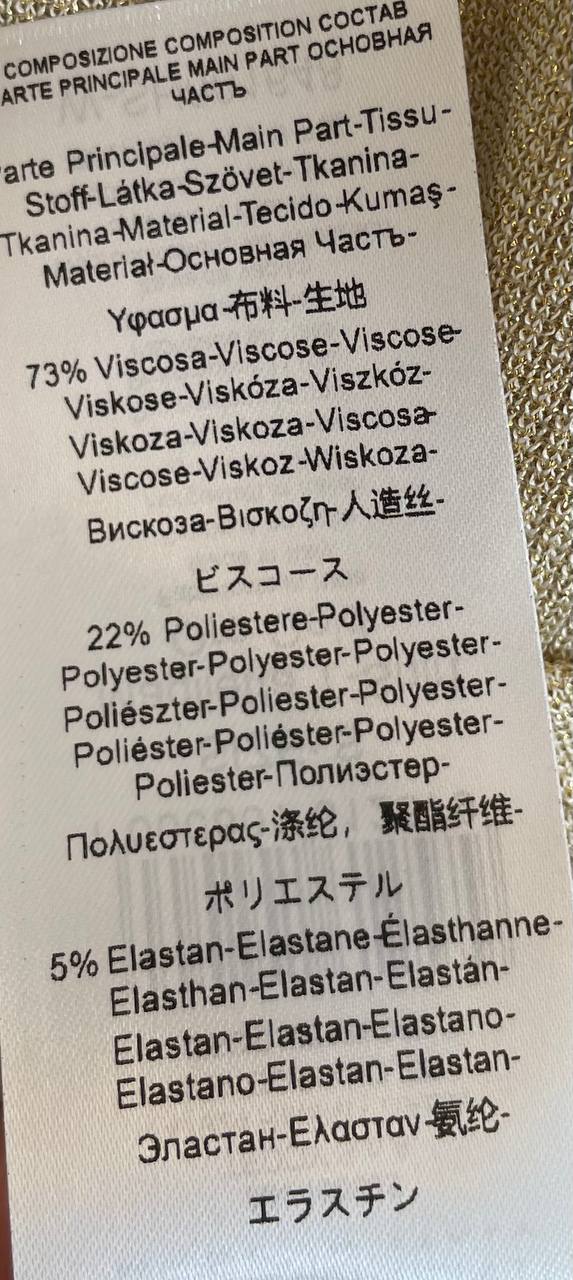 COMPOSIZIONE COMPOSITION СОСТАВ
ARTE PRINCIPALE MAIN PART ОСНОВНАЯ
ЧАСТЪ
arte Principale-Main Part-Tissu-
Stoff-Látka-Szövet-Tkanina-
Tkanina-Material-Tecido-Kumaş-
Materiał-Основная Частъ-
Υφασμα-布料-生地
73% Viscosa-Viscose-Viscose-
Viskose-Viskóza-Viszkóz-
Viskoza-Viskoza-Viscosa-
Viscose-Viskoz-Wiskoza-
Вискоза-Βισκοζη-人造丝-
ビスコース
22% Poliestere-Polyester-
Polyester-Polyester-Polyester-
Poliészter-Poliester-Polyester-
Poliéster-Poliéster-Polyester-
Poliester-Полиэстер-
Πολυεστερας-涤纶， 聚酯纤维-
ポリエステル
5% Elastan-Elastane-Élasthanne-
Elasthan-Elastan-Elastán-
Elastan-Elastan-Elastano-
Elastano-Elastan-Elastan-
Эластан-Ελασταν-氨纶-
エラスチン